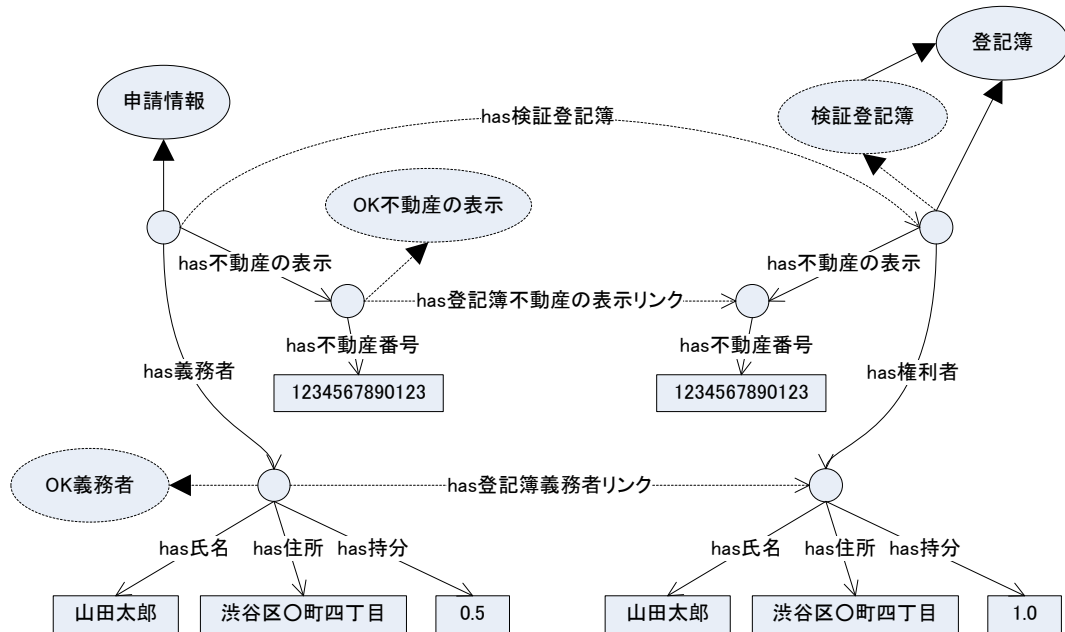 登記簿
申請情報
has検証登記簿
検証登記簿
OK不動産の表示
has不動産の表示
has不動産の表示
has登記簿不動産の表示リンク
has不動産番号
has不動産番号
has義務者
1234567890123
1234567890123
has権利者
OK義務者
has登記簿義務者リンク
has氏名
has住所
has持分
has氏名
has住所
has持分
山田太郎
渋谷区〇町四丁目
0.5
山田太郎
渋谷区〇町四丁目
1.0